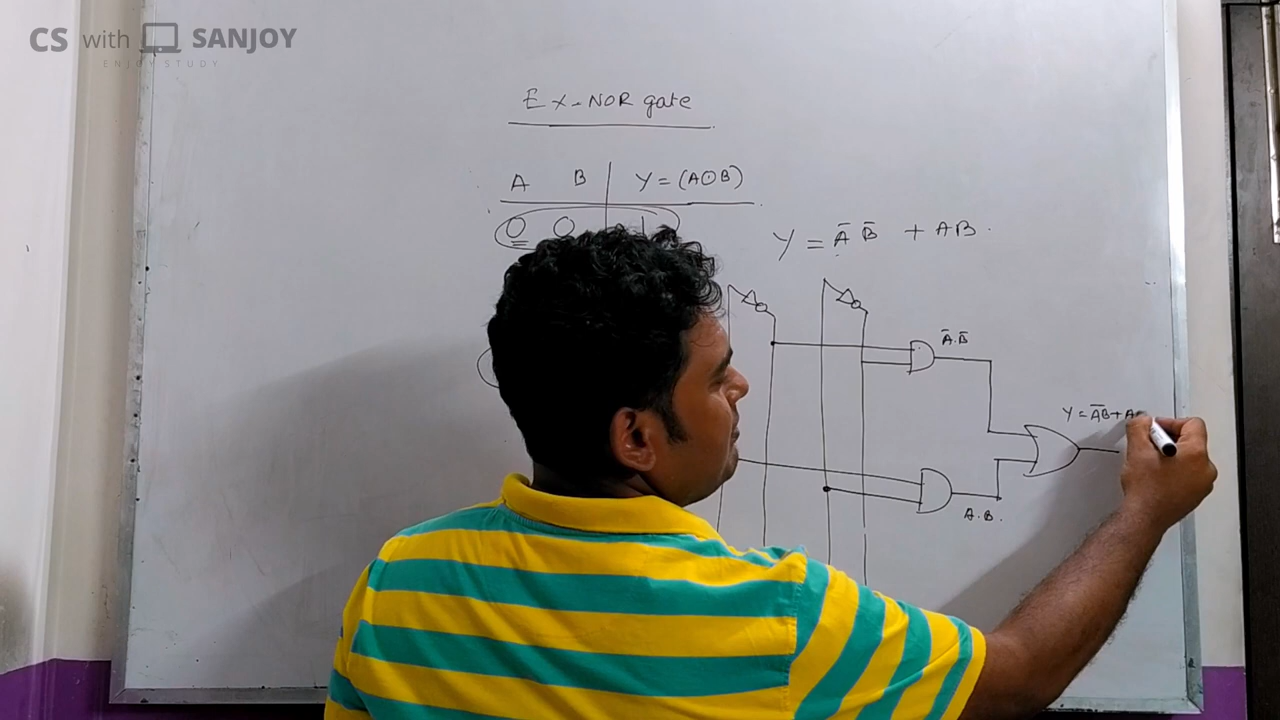 CS with SANJOY
ENJOY STUDY
Ex-NOR gate
A B Y = (A⊙B)
0 0 1
Y = A̅ B̅ + AB.
A̅.B̅
Y = A̅B̅ + A
A.B.